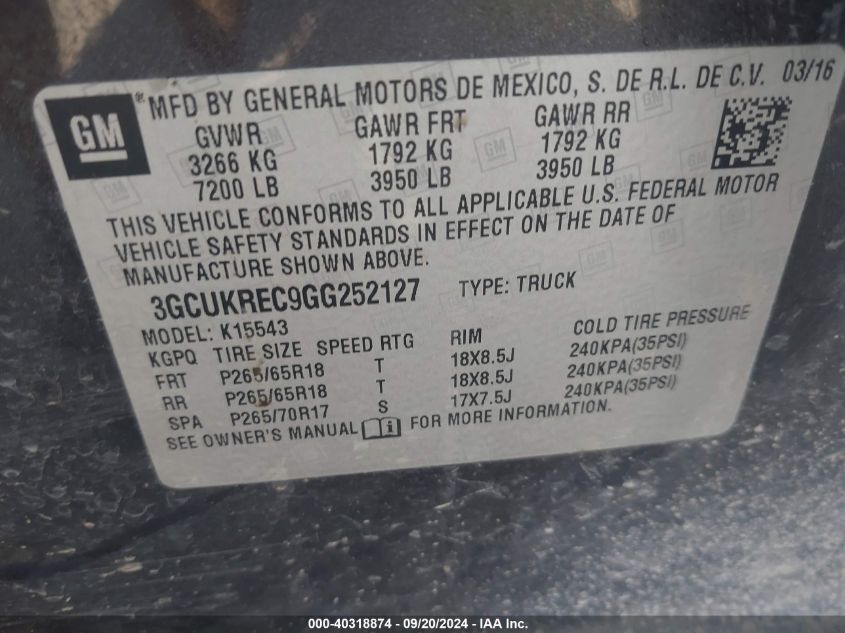 GM ® MFD BY GENERAL MOTORS DE MEXICO, S. DE R.L. DE C.V. 03/16
GVWR GAWR FRT GAWR RR
3266 KG 1792 KG 1792 KG
7200 LB 3950 LB 3950 LB
THIS VEHICLE CONFORMS TO ALL APPLICABLE U.S. FEDERAL MOTOR
VEHICLE SAFETY STANDARDS IN EFFECT ON THE DATE OF
MANUFACTURE SHOWN ABOVE.
3GCUKREC9GG252127 TYPE: TRUCK
MODEL: K15543
KGPQ TIRE SIZE SPEED RTG RIM COLD TIRE PRESSURE
FRT P265/65R18 T 18X8.5J 240KPA(35PSI)
RR P265/65R18 T 18X8.5J 240KPA(35PSI)
SPA P265/70R17 S 17X7.5J 240KPA(35PSI)
SEE OWNER'S MANUAL i FOR MORE INFORMATION.
000-40318874 - 09/20/2024 - IAA Inc.